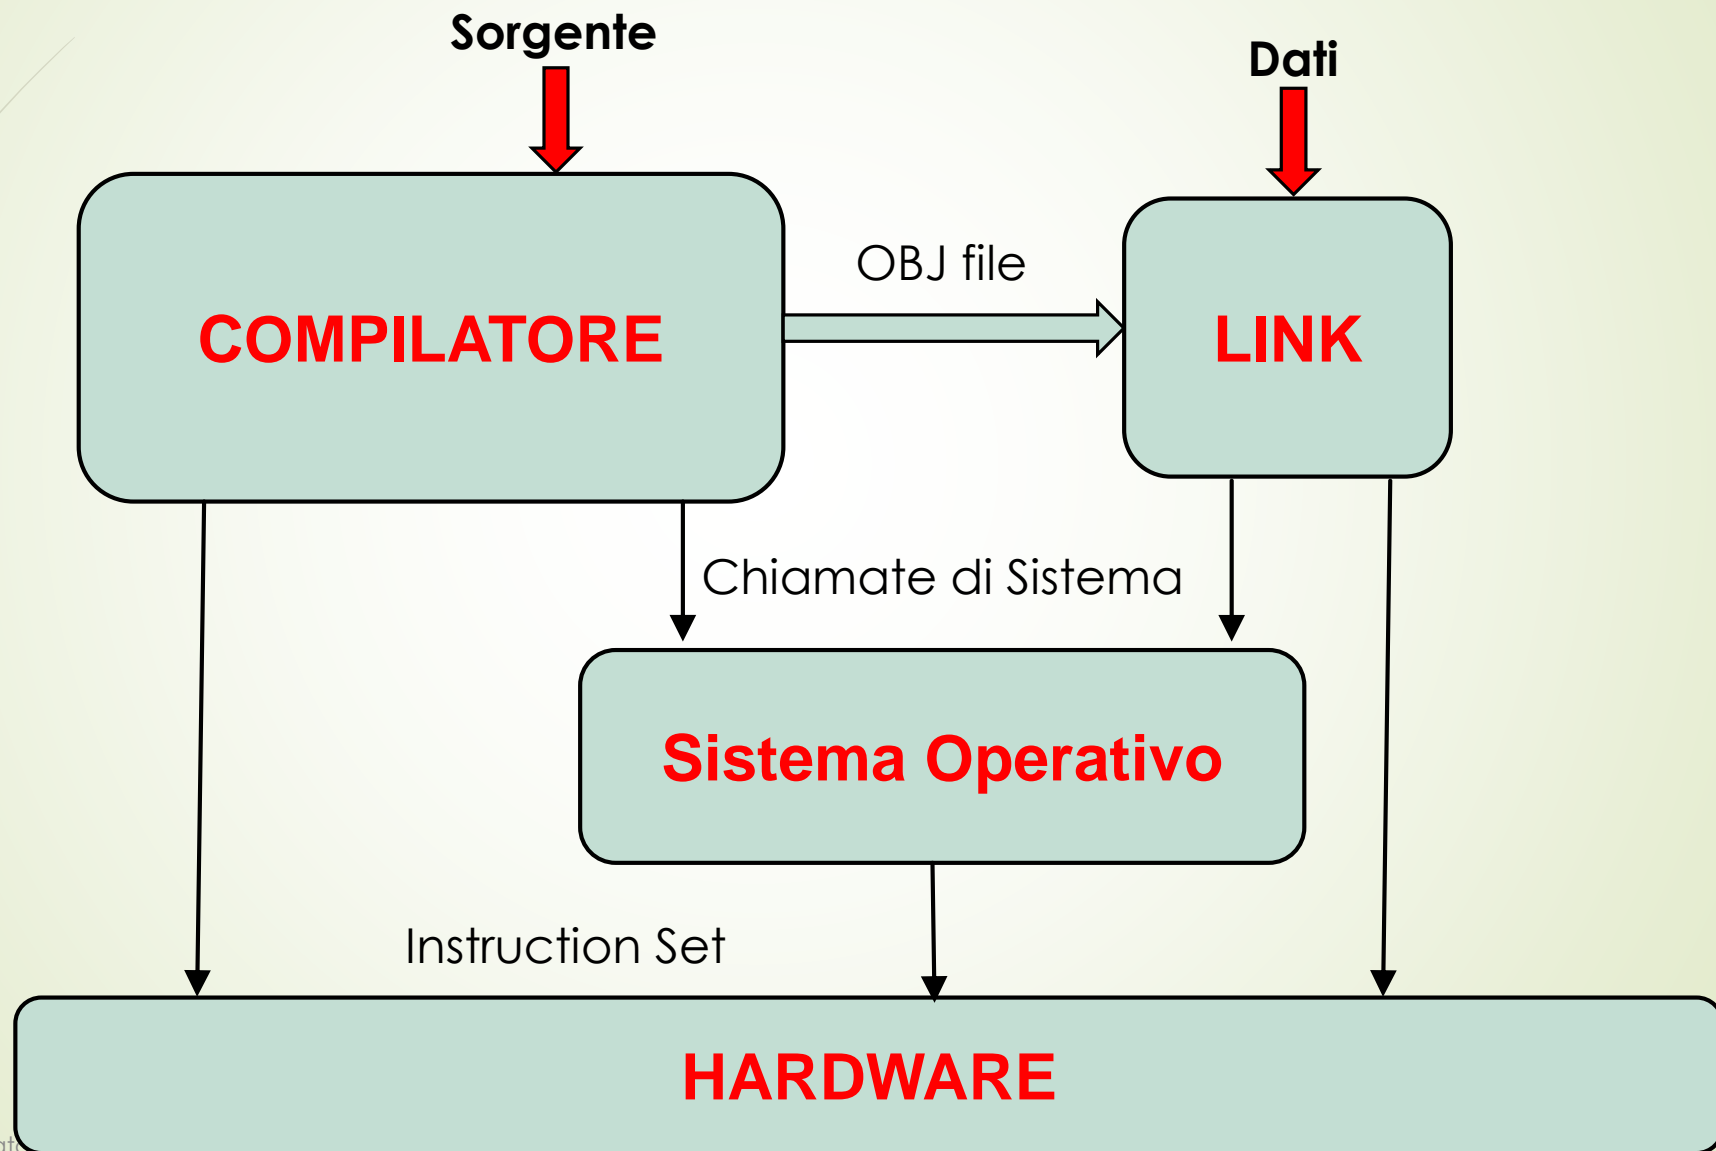 Sorgente
Dati
OBJ file
COMPILATORE
LINK
Chiamate di Sistema
Sistema Operativo
Instruction Set
HARDWARE